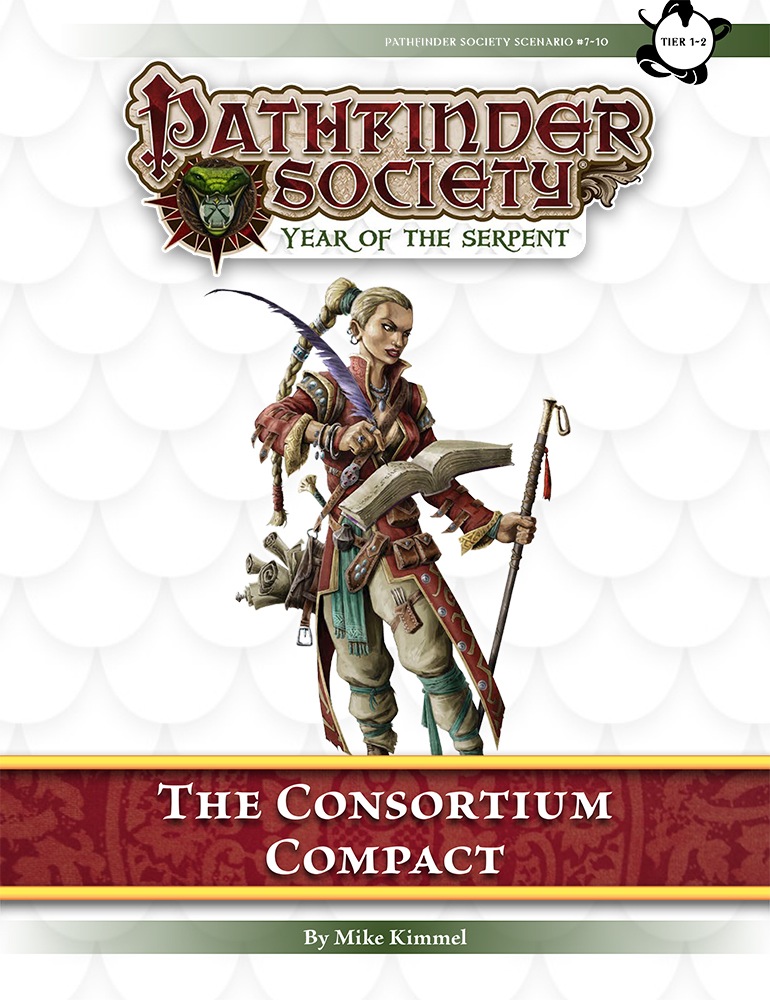 PATHFINDER SOCIETY SCENARIO #7-10
TIER 1-2
PATHFINDER
SOCIETY®
YEAR OF THE SERPENT
THE CONSORTIUM
COMPACT
By Mike Kimmel